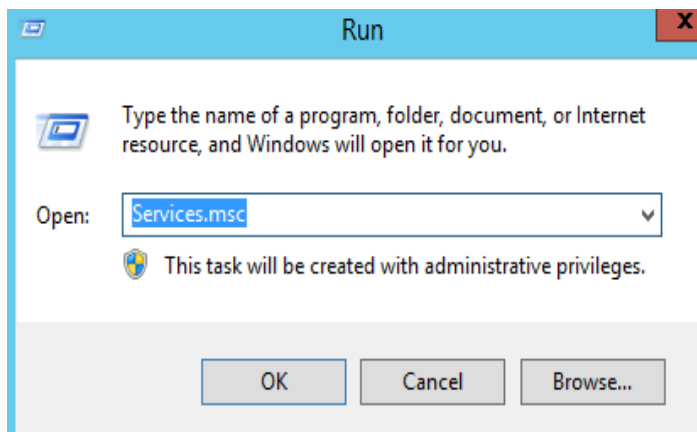 Run
X
Type the name of a program, folder, document, or Internet
resource, and Windows will open it for you.
Open: Services.msc
This task will be created with administrative privileges.
OK Cancel Browse...